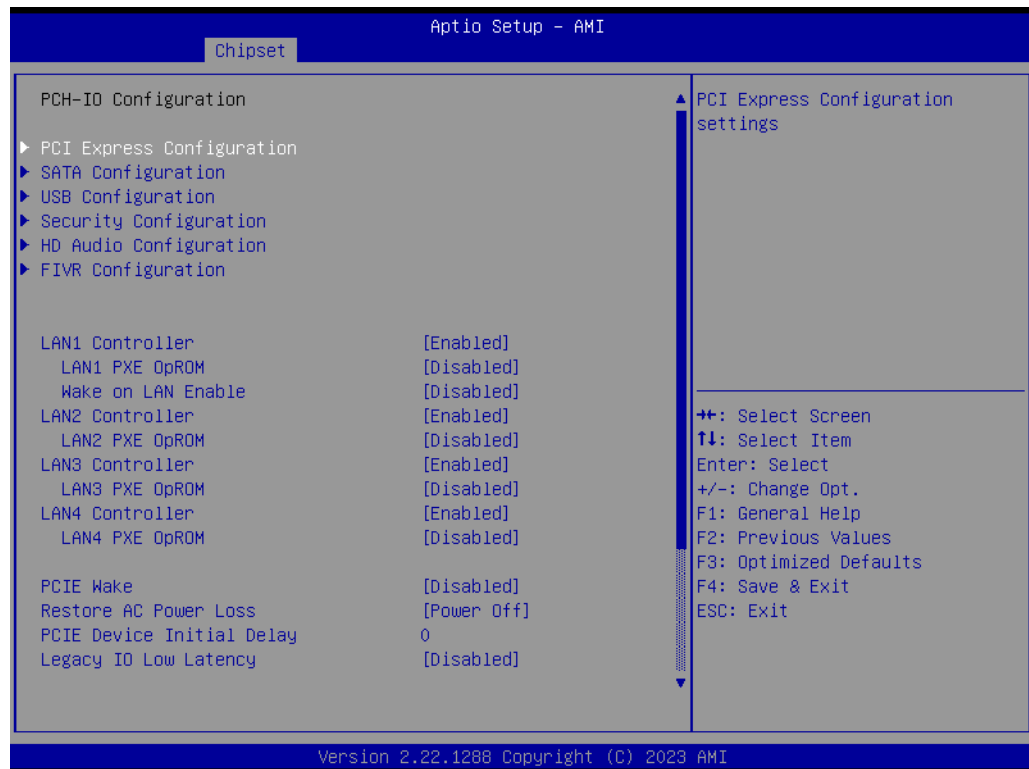 Aptio Setup – AMI
Chipset
PCH-IO Configuration
PCI Express Configuration
SATA Configuration
USB Configuration
Security Configuration
HD Audio Configuration
FIVR Configuration
LAN1 Controller [Enabled]
LAN1 PXE OpROM [Disabled]
Wake on LAN Enable [Disabled]
LAN2 Controller [Enabled]
LAN2 PXE OpROM [Disabled]
LAN3 Controller [Enabled]
LAN3 PXE OpROM [Disabled]
LAN4 Controller [Enabled]
LAN4 PXE OpROM [Disabled]
PCIE Wake [Disabled]
Restore AC Power Loss [Power Off]
PCIE Device Initial Delay 0
Legacy IO Low Latency [Disabled]
PCI Express Configuration
settings
→←: Select Screen
↑↓: Select Item
Enter: Select
+/-: Change Opt.
F1: General Help
F2: Previous Values
F3: Optimized Defaults
F4: Save & Exit
ESC: Exit
Version 2.22.1288 Copyright (C) 2023 AMI